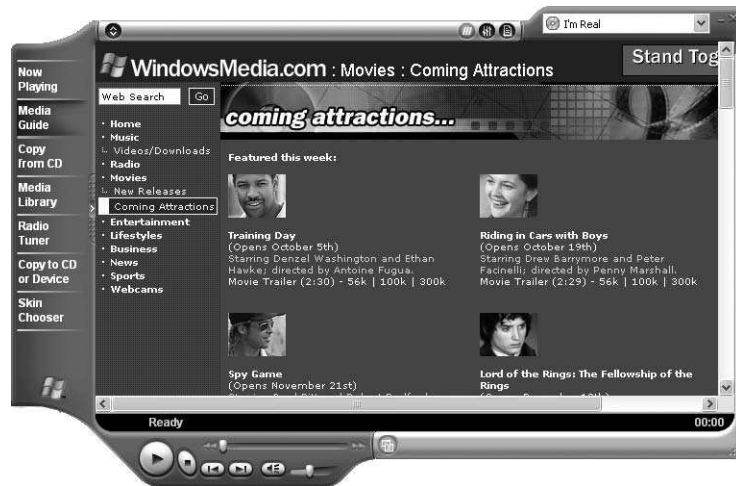 I'm Real
WindowsMedia.com : Movies : Coming Attractions
Stand Tog
Now
Playing
Media
Guide
Copy
from CD
Media
Library
Radio
Tuner
Copy to CD
or Device
Skin
Chooser
Web Search Go
Home
Music
Videos/Downloads
Radio
Movies
New Releases
Coming Attractions
Entertainment
Lifestyles
Business
News
Sports
Webcams
coming attractions...
Featured this week:
Training Day
(Opens October 5th)
Starring Denzel Washington and Ethan
Hawke; directed by Antoine Fugua.
Movie Trailer (2:30) - 56k | 100k | 300k
Riding in Cars with Boys
(Opens October 19th)
Starring Drew Barrymore and Peter
Facinelli; directed by Penny Marshall.
Movie Trailer (2:29) - 56k | 100k | 300k
Spy Game
(Opens November 21st)
Lord of the Rings: The Fellowship of the
Rings
Ready
00:00